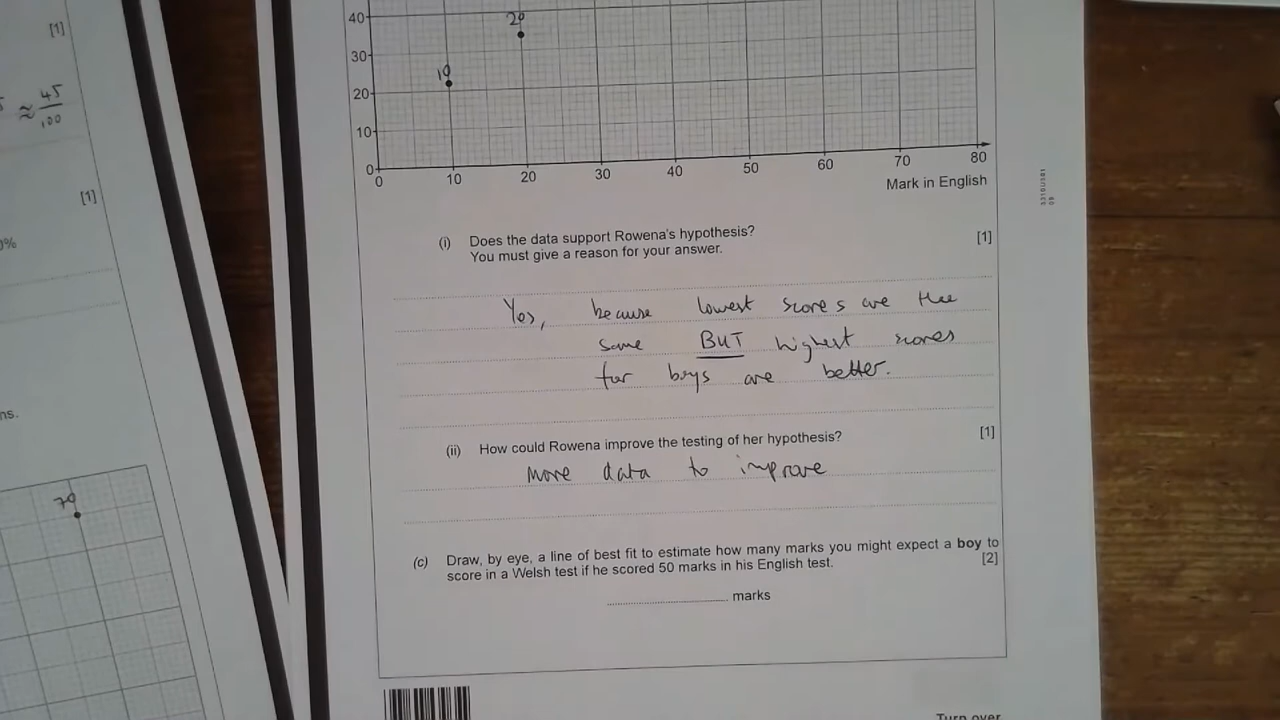 [1]
≈ 45/100
[1]
0%
ns.
79
40
29
30
19
20
10
0
0 10 20 30 40 50 60 70 80
Mark in English
(i) Does the data support Rowena's hypothesis? [1]
You must give a reason for your answer.
Yes, because lowest scores are the
same BUT highest scores
for boys are better.
(ii) How could Rowena improve the testing of her hypothesis? [1]
More data to improve
(c) Draw, by eye, a line of best fit to estimate how many marks you might expect a boy to
score in a Welsh test if he scored 50 marks in his English test. [2]
marks
Turn over